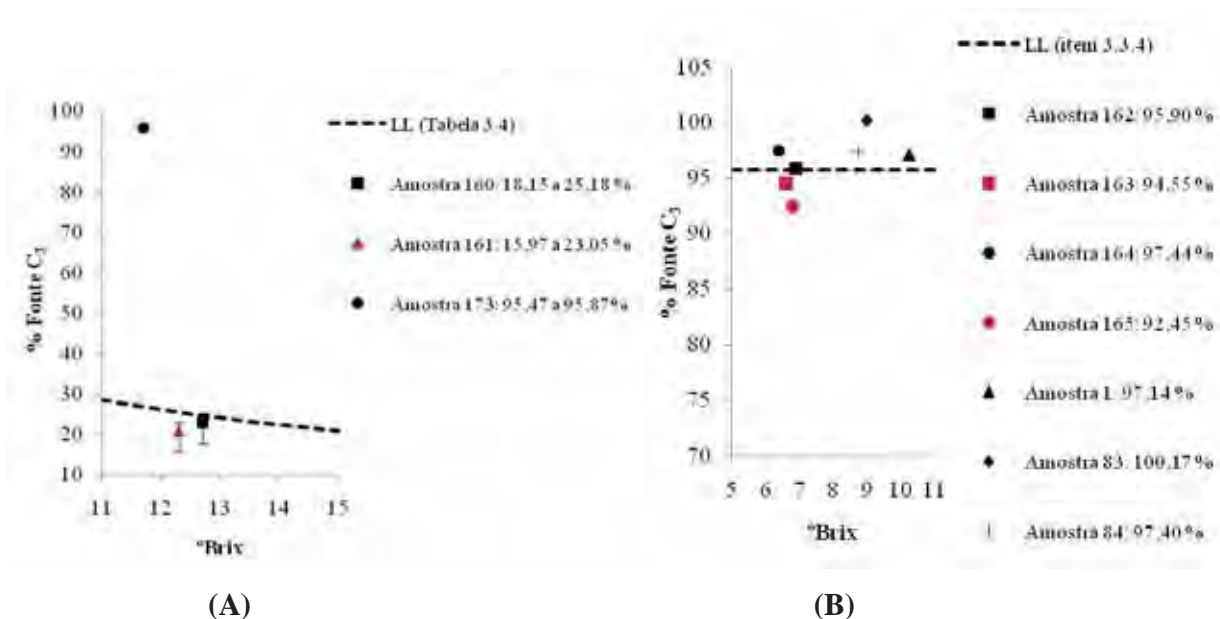 100
90
80
70
60
50
40
30
20
10
% Fonte C3
11 12 13 14 15
°Brix
LL (Tabela 3-4)
Amostra 160: 18,15 a 25,18 %
Amostra 161: 15,97 a 23,05 %
Amostra 173: 95,47 a 95,87%
(A)
105
100
95
90
85
80
75
70
% Fonte C3
5 6 7 8 9 10 11
°Brix
LL (item 3.3.4)
Amostra 162: 95,90 %
Amostra 163: 94,55 %
Amostra 164: 97,44 %
Amostra 165: 92,45 %
Amostra 1: 97,14 %
Amostra 83: 100,17 %
Amostra 84: 97,40 %
(B)